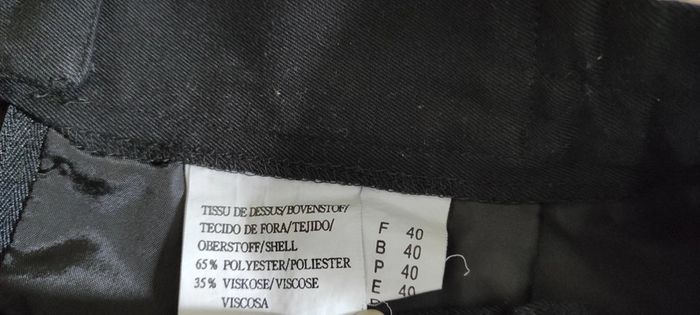 TISSU DE DESSUS/BOVENSTOF/
TECIDO DE FORA/TEJIDO/
OBERSTOFF/SHELL
65% POLYESTER/POLIESTER
35% VISKOSE/VISCOSE
VISCOSA
F 40
B 40
P 40
E 40